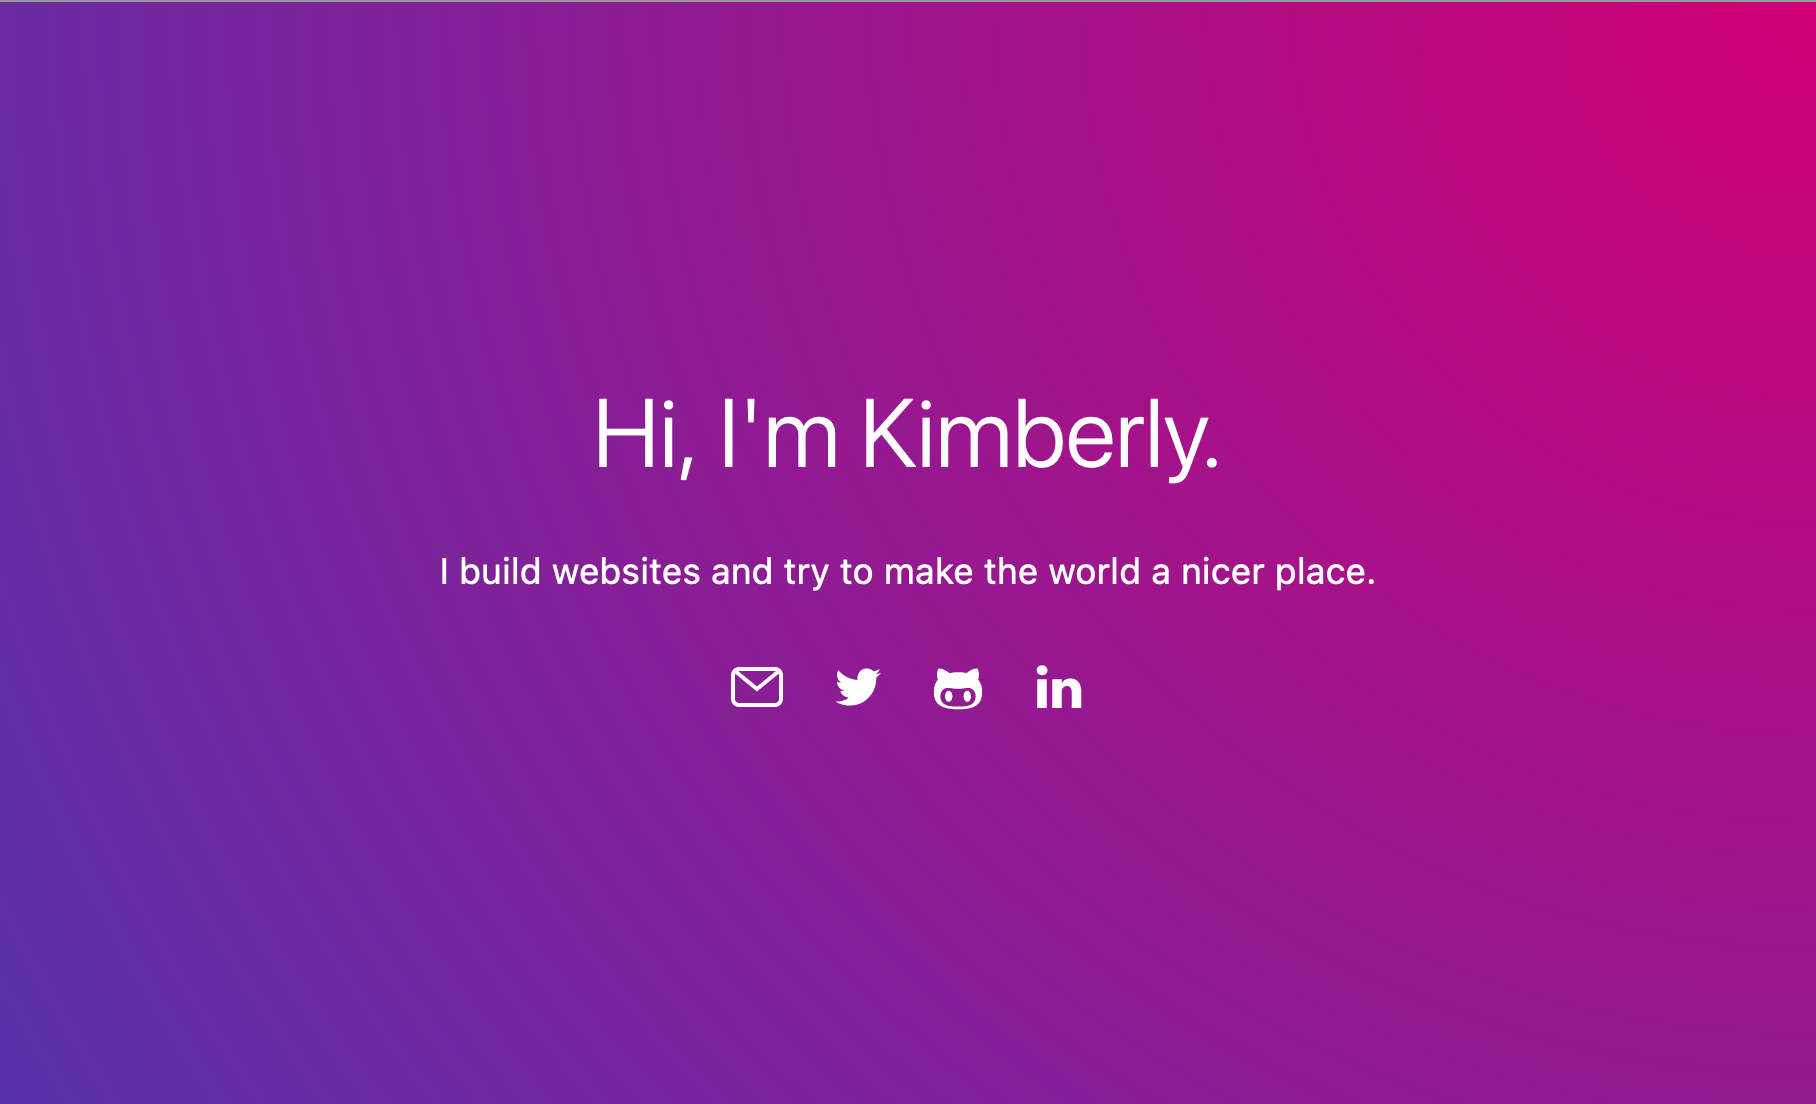 Hi, I'm Kimberly.
I build websites and try to make the world a nicer place.
in